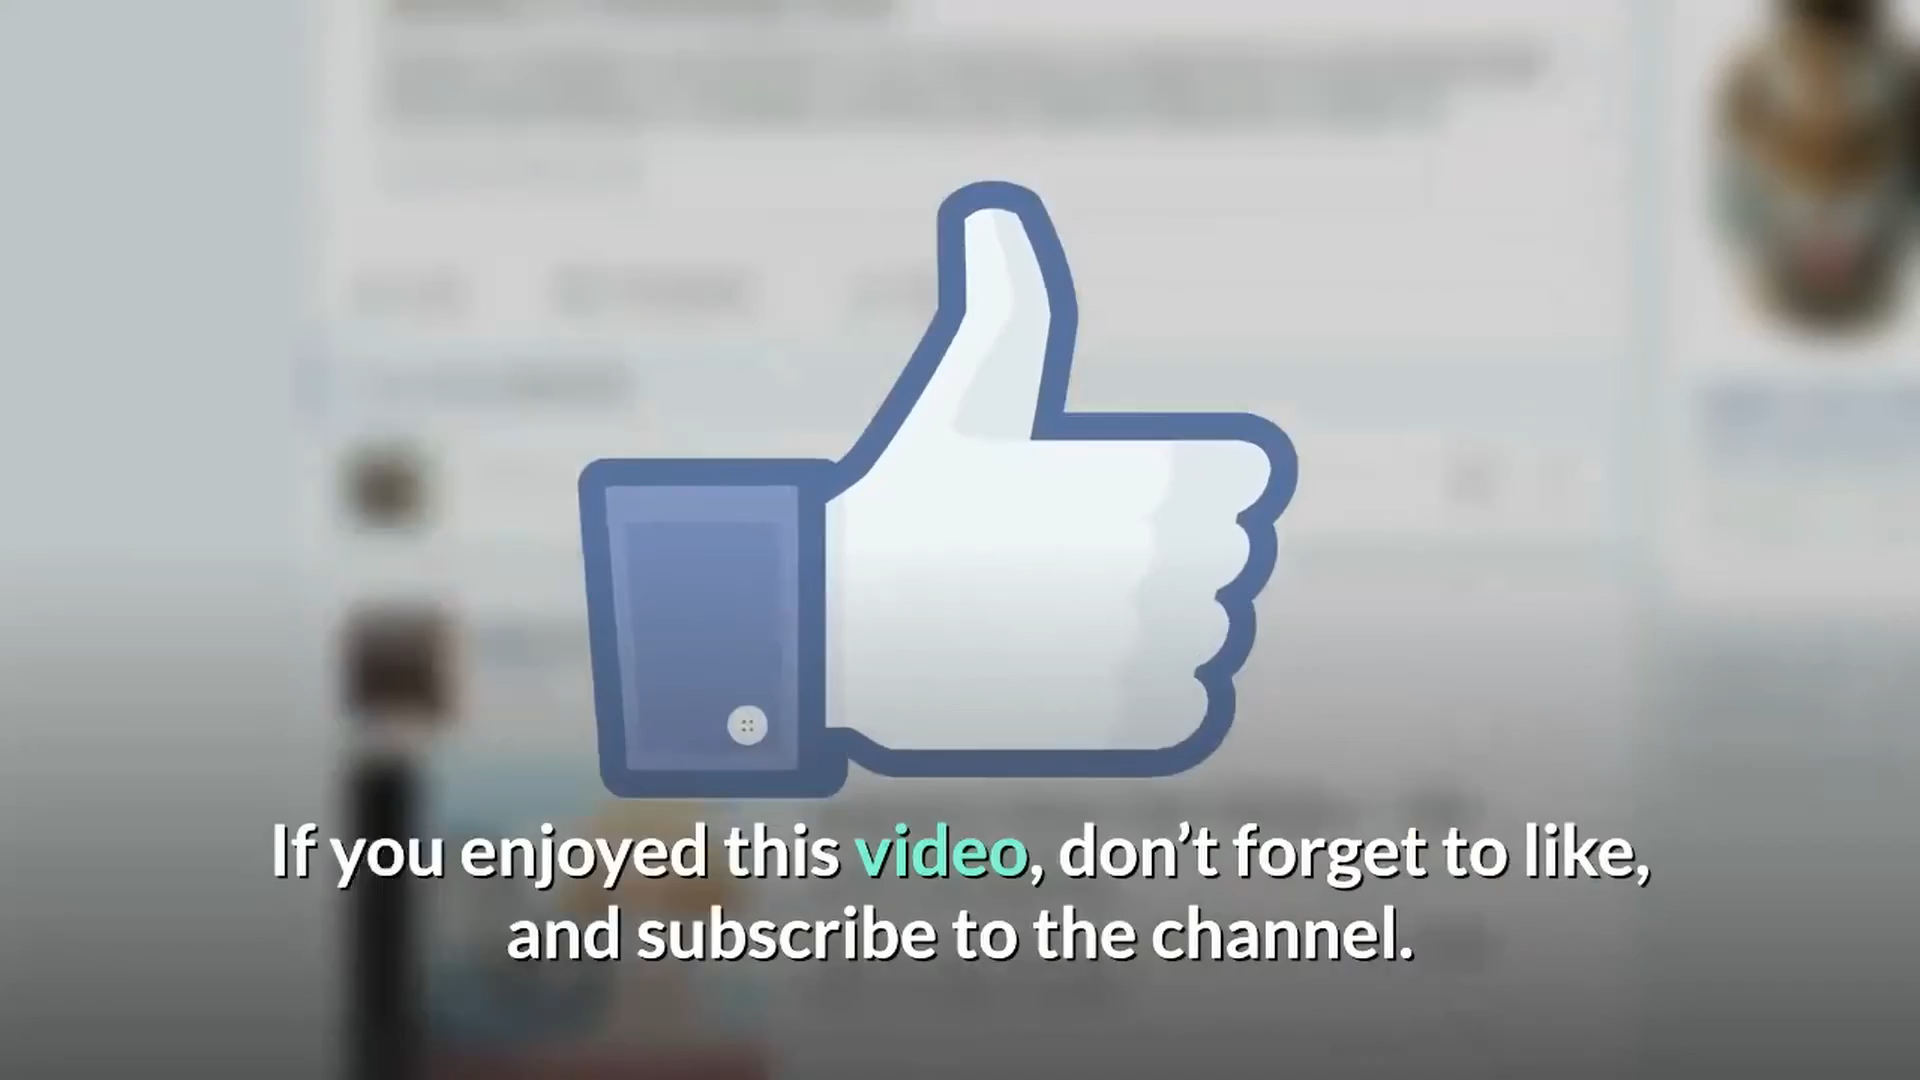 If you enjoyed this video, don’t forget to like,
and subscribe to the channel.